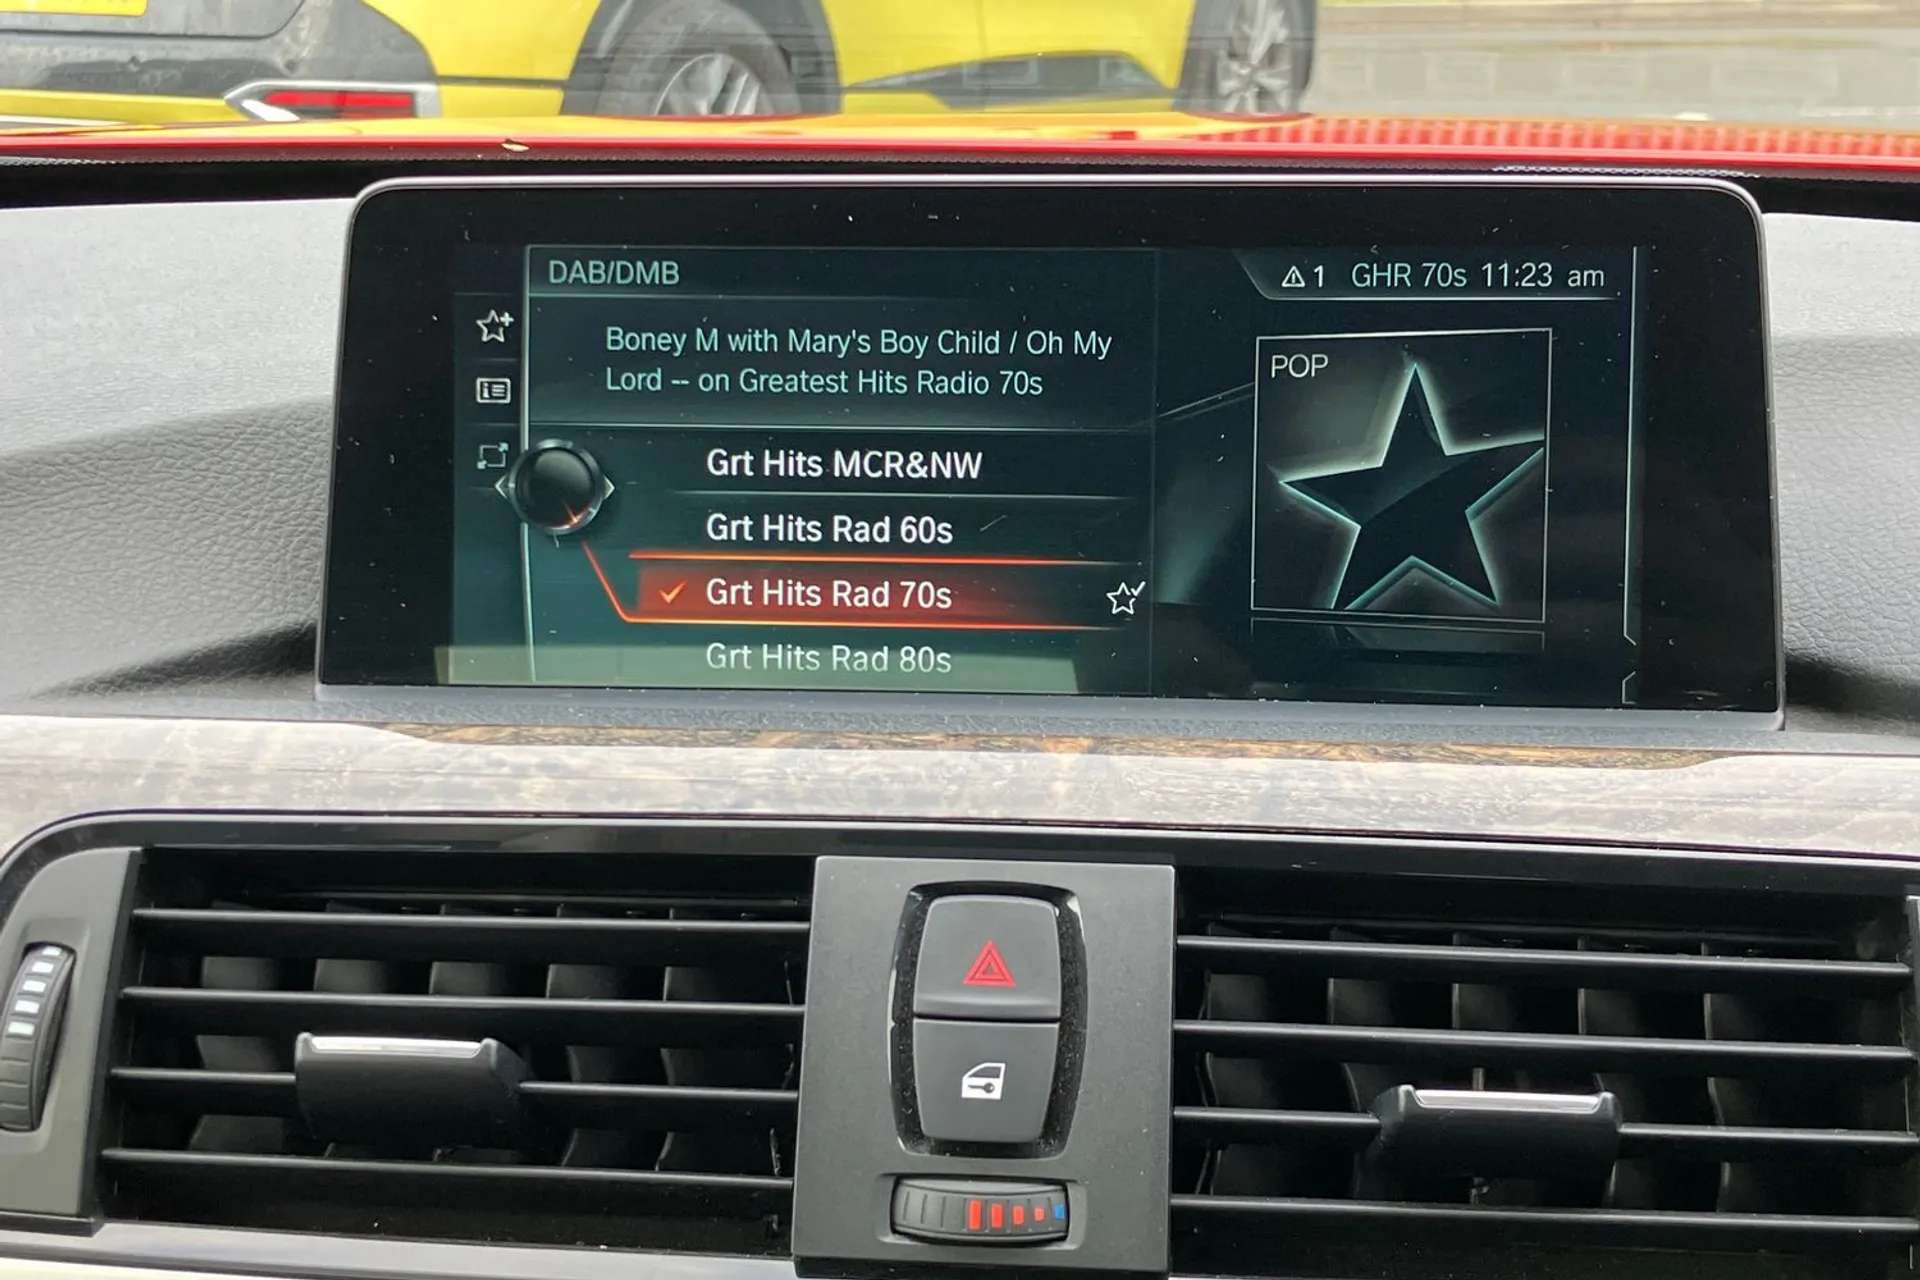 DAB/DMB
1 GHR 70s 11:23 am
Boney M with Mary's Boy Child / Oh My
Lord -- on Greatest Hits Radio 70s
POP
Grt Hits MCR&NW
Grt Hits Rad 60s
Grt Hits Rad 70s
Grt Hits Rad 80s